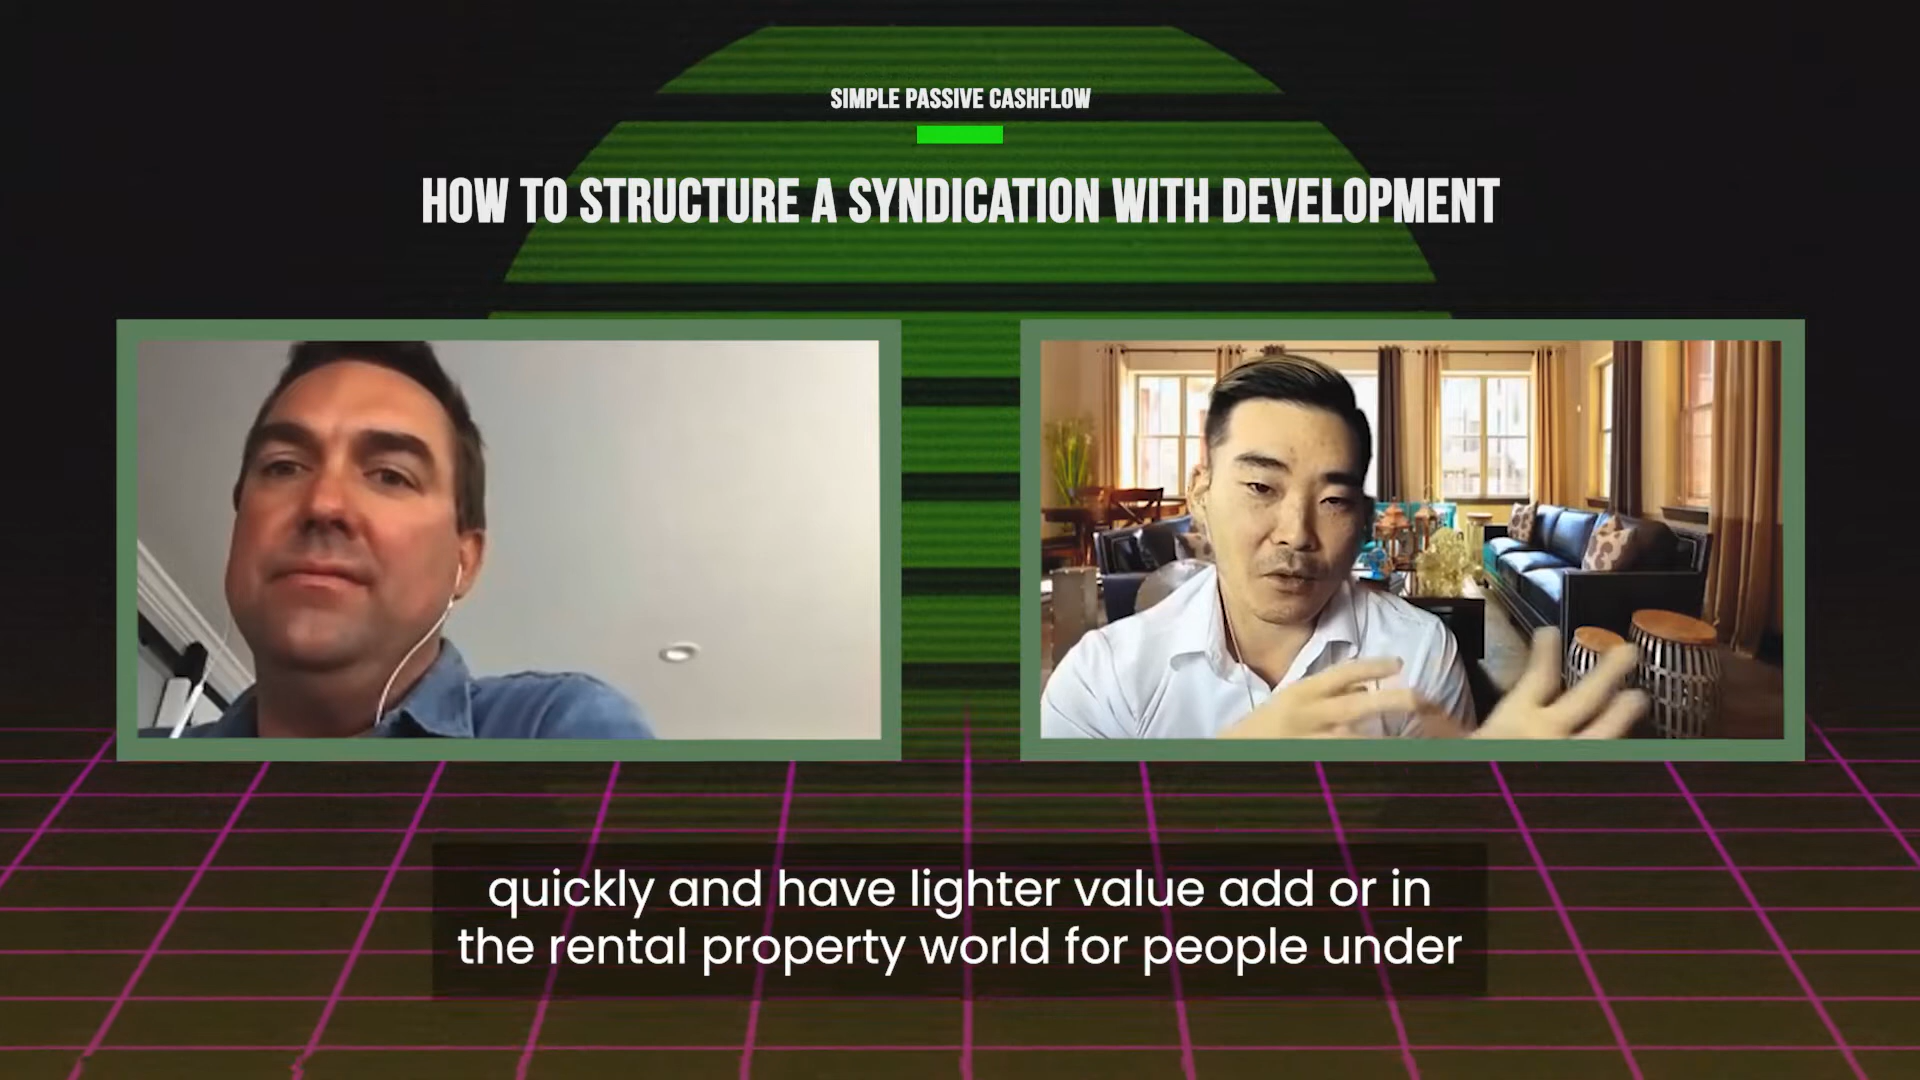 SIMPLE PASSIVE CASHFLOW
HOW TO STRUCTURE A SYNDICATION WITH DEVELOPMENT
quickly and have lighter value add or in
the rental property world for people under